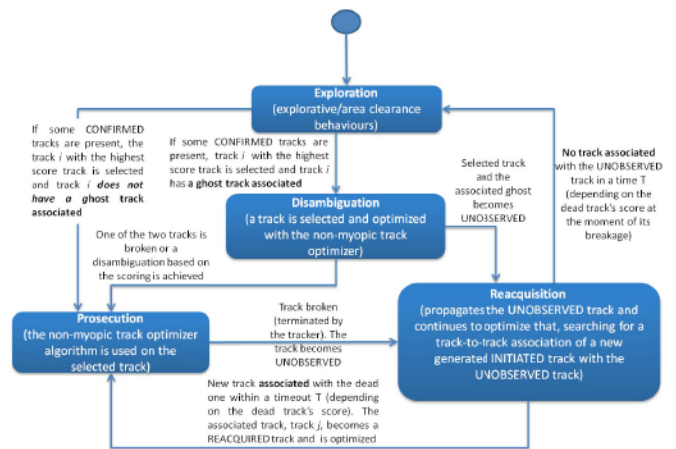 Exploration
(explorative/area clearance
behaviours)
If some CONFIRMED
tracks are present, the
track i with the highest
score track is selected
and track i does not
have a ghost track
associated
If some CONFIRMED tracks are
present, track i with the highest
score track is selected and track i
has a ghost track associated
Selected track
and the
associated ghost
becomes
UNOBSERVED
No track associated
with the UNOBSERVED
track in a time T
(depending on the
dead track's score at
the moment of its
breakage)
Disambiguation
(a track is selected and optimized
with the non-myopic track
optimizer)
One of the two tracks is
broken or a
disambiguation based on
the scoring is achieved
Reacquisition
(propagates the UNOBSERVED track and
continues to optimize that, searching for a
track-to-track association of a new
generated INITIATED track with the
UNOBSERVED track)
Prosecution
(the non-myopic track optimizer
algorithm is used on the
selected track)
Track broken
(terminated by
the tracker). The
track becomes
UNOBSERVED
New track associated with the dead
one within a timeout T (depending
on the dead track's score). The
associated track, track j, becomes a
REACQUIRED track and is optimized